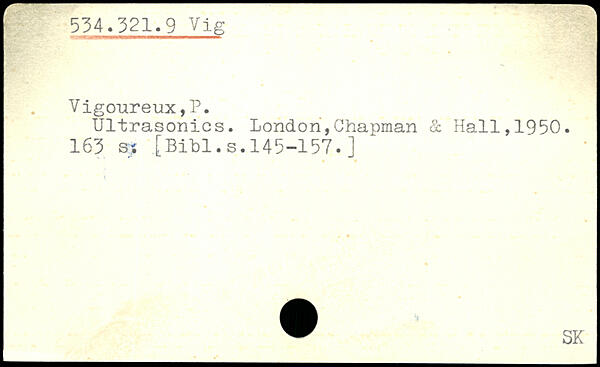 534.321.9 Vig
Vigoureux,P.
Ultrasonics. London,Chapman & Hall,1950.
163 s: [Bibl.s.145-157.]
SK